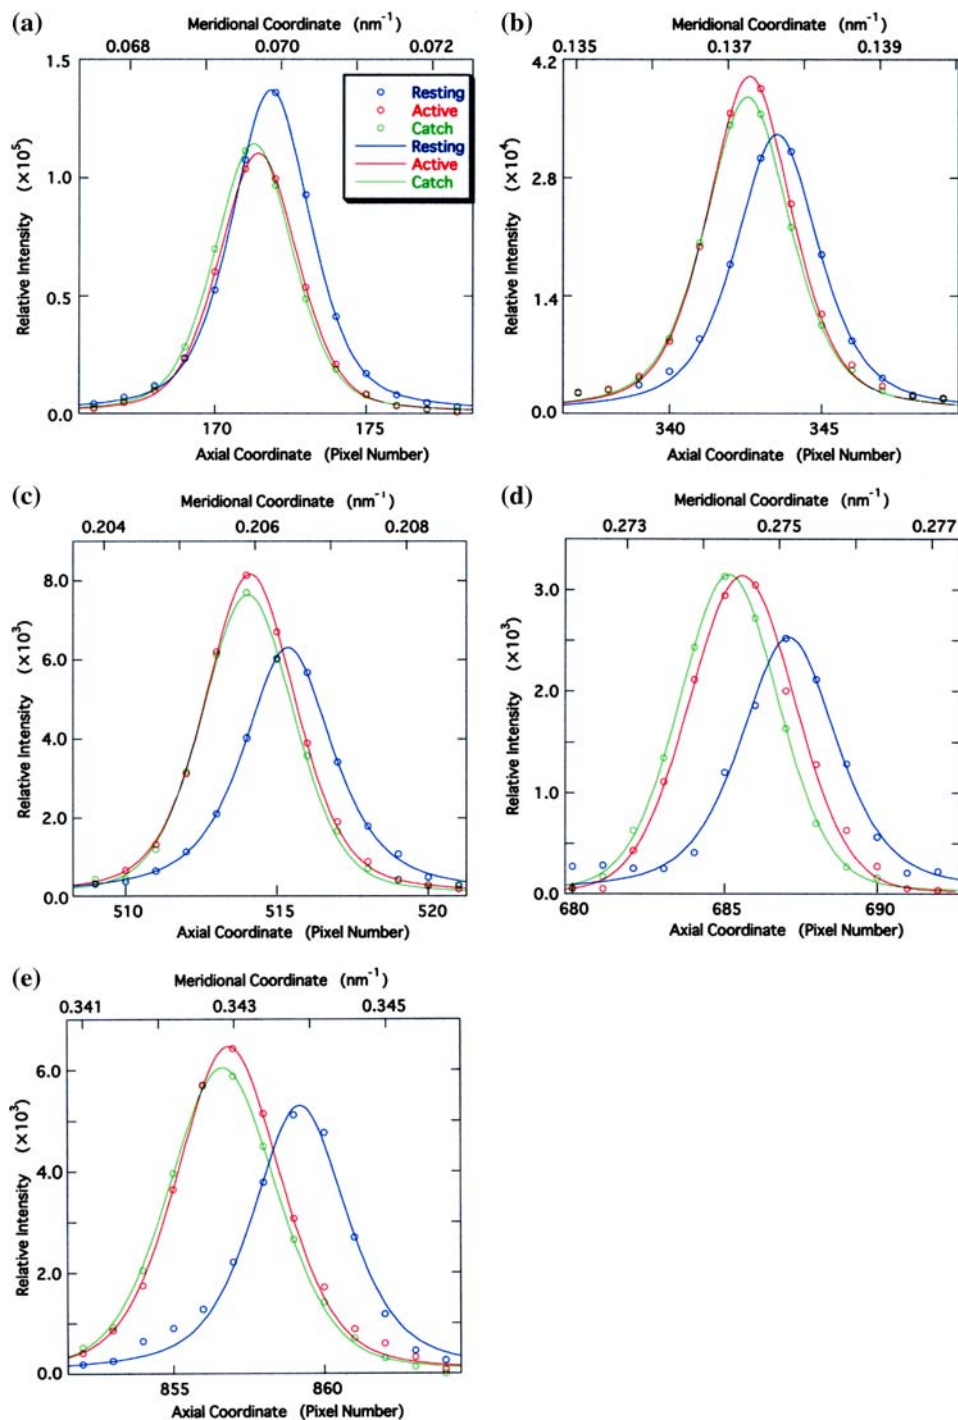 (a)
Meridional Coordinate (nm⁻¹)
0.068 0.070 0.072
1.5
1.0
0.5
0.0
Relative Intensity (×10⁵)
Resting
Active
Catch
Resting
Active
Catch
170 175
Axial Coordinate (Pixel Number)
(b)
Meridional Coordinate (nm⁻¹)
0.135 0.137 0.139
4.2
2.8
1.4
0.0
Relative Intensity (×10⁴)
340 345
Axial Coordinate (Pixel Number)
(c)
Meridional Coordinate (nm⁻¹)
0.204 0.206 0.208
8.0
6.0
4.0
2.0
0.0
Relative Intensity (×10³)
510 515 520
Axial Coordinate (Pixel Number)
(d)
Meridional Coordinate (nm⁻¹)
0.273 0.275 0.277
3.0
2.0
1.0
0.0
Relative Intensity (×10³)
680 685 690
Axial Coordinate (Pixel Number)
(e)
Meridional Coordinate (nm⁻¹)
0.341 0.343 0.345
6.0
4.0
2.0
0.0
Relative Intensity (×10³)
855 860
Axial Coordinate (Pixel Number)